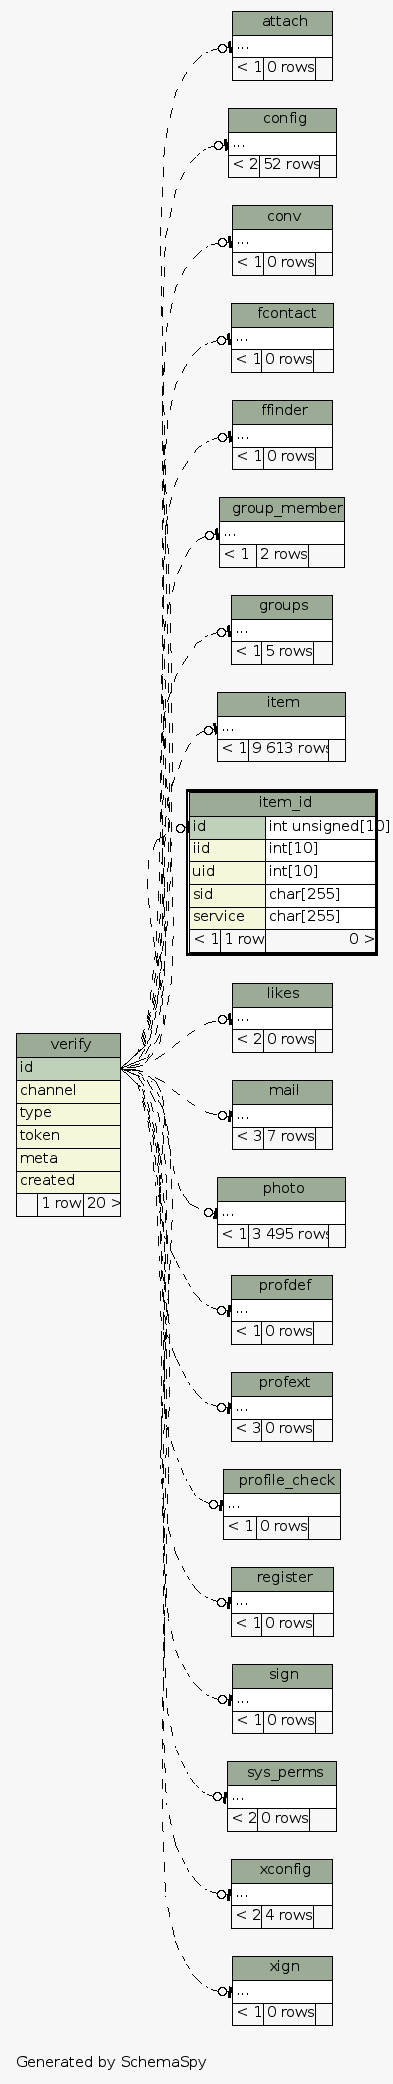 attach
...
< 1 0 rows
config
...
< 2 52 rows
conv
...
< 1 0 rows
fcontact
...
< 1 0 rows
ffinder
...
< 1 0 rows
group_member
...
< 1 2 rows
groups
...
< 1 5 rows
item
...
< 1 9 613 rows
item_id
id int unsigned[10]
iid int[10]
uid int[10]
sid char[255]
service char[255]
< 1 1 row 0 >
likes
...
< 2 0 rows
verify
id
channel
type
token
meta
created
1 row 20 >
mail
...
< 3 7 rows
photo
...
< 1 3 495 rows
profdef
...
< 1 0 rows
profext
...
< 3 0 rows
profile_check
...
< 1 0 rows
register
...
< 1 0 rows
sign
...
< 1 0 rows
sys_perms
...
< 2 0 rows
xconfig
...
< 2 4 rows
xign
...
< 1 0 rows
Generated by SchemaSpy